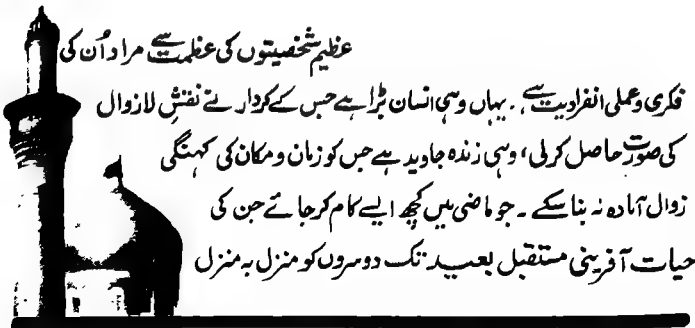 عظیم شخصیتوں کی عظمت سے مراد اُن کی
فکری و عملی انفرادیت ہے ۔ یہاں وہی انسان بڑا ہے جس کے کردار نے نقشِ لازوال
کی صورت حاصل کر لی ، وہی زندہ جاوید ہے جس کو زمان و مکان کی کہنگی
زوال آمادہ نہ بنا سکے ۔ جو ماضی میں کچھ ایسے کام کر جائے جن کی
حیات آفرینی مستقبل بعید تک دوسروں کو منزل بہ منزل